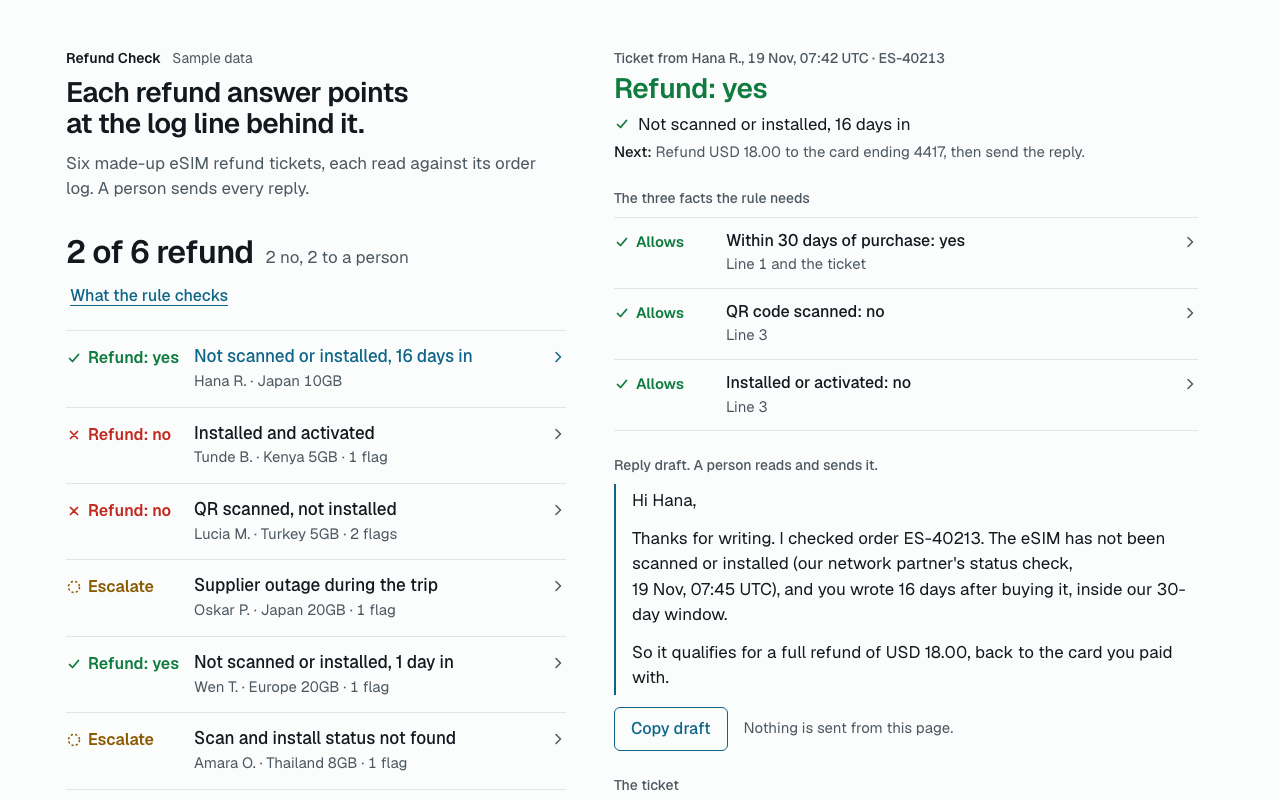 Refund Check Sample data
Each refund answer points
at the log line behind it.
Six made-up eSIM refund tickets, each read against its order
log. A person sends every reply.
2 of 6 refund 2 no, 2 to a person
What the rule checks
Refund: yes Not scanned or installed, 16 days in
Hana R. · Japan 10GB
Refund: no Installed and activated
Tunde B. · Kenya 5GB · 1 flag
Refund: no QR scanned, not installed
Lucia M. · Turkey 5GB · 2 flags
Escalate Supplier outage during the trip
Oskar P. · Japan 20GB · 1 flag
Refund: yes Not scanned or installed, 1 day in
Wen T. · Europe 20GB · 1 flag
Escalate Scan and install status not found
Amara O. · Thailand 8GB · 1 flag
Ticket from Hana R., 19 Nov, 07:42 UTC · ES-40213
Refund: yes
Not scanned or installed, 16 days in
Next: Refund USD 18.00 to the card ending 4417, then send the reply.
The three facts the rule needs
Allows Within 30 days of purchase: yes
Line 1 and the ticket
Allows QR code scanned: no
Line 3
Allows Installed or activated: no
Line 3
Reply draft. A person reads and sends it.
Hi Hana,
Thanks for writing. I checked order ES-40213. The eSIM has not been
scanned or installed (our network partner's status check,
19 Nov, 07:45 UTC), and you wrote 16 days after buying it, inside our 30-
day window.
So it qualifies for a full refund of USD 18.00, back to the card you paid
with.
Copy draft Nothing is sent from this page.
The ticket